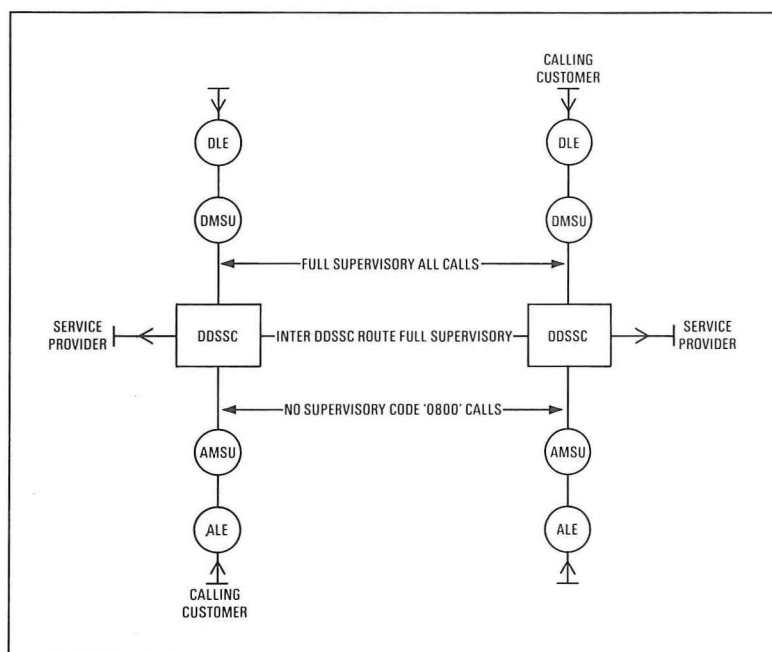 CALLING
CUSTOMER
DLE
DLE
DMSU
DMSU
FULL SUPERVISORY ALL CALLS
SERVICE
PROVIDER
DDSSC
INTER DDSSC ROUTE FULL SUPERVISORY
DDSSC
SERVICE
PROVIDER
NO SUPERVISORY CODE '0800' CALLS
AMSU
AMSU
ALE
ALE
CALLING
CUSTOMER